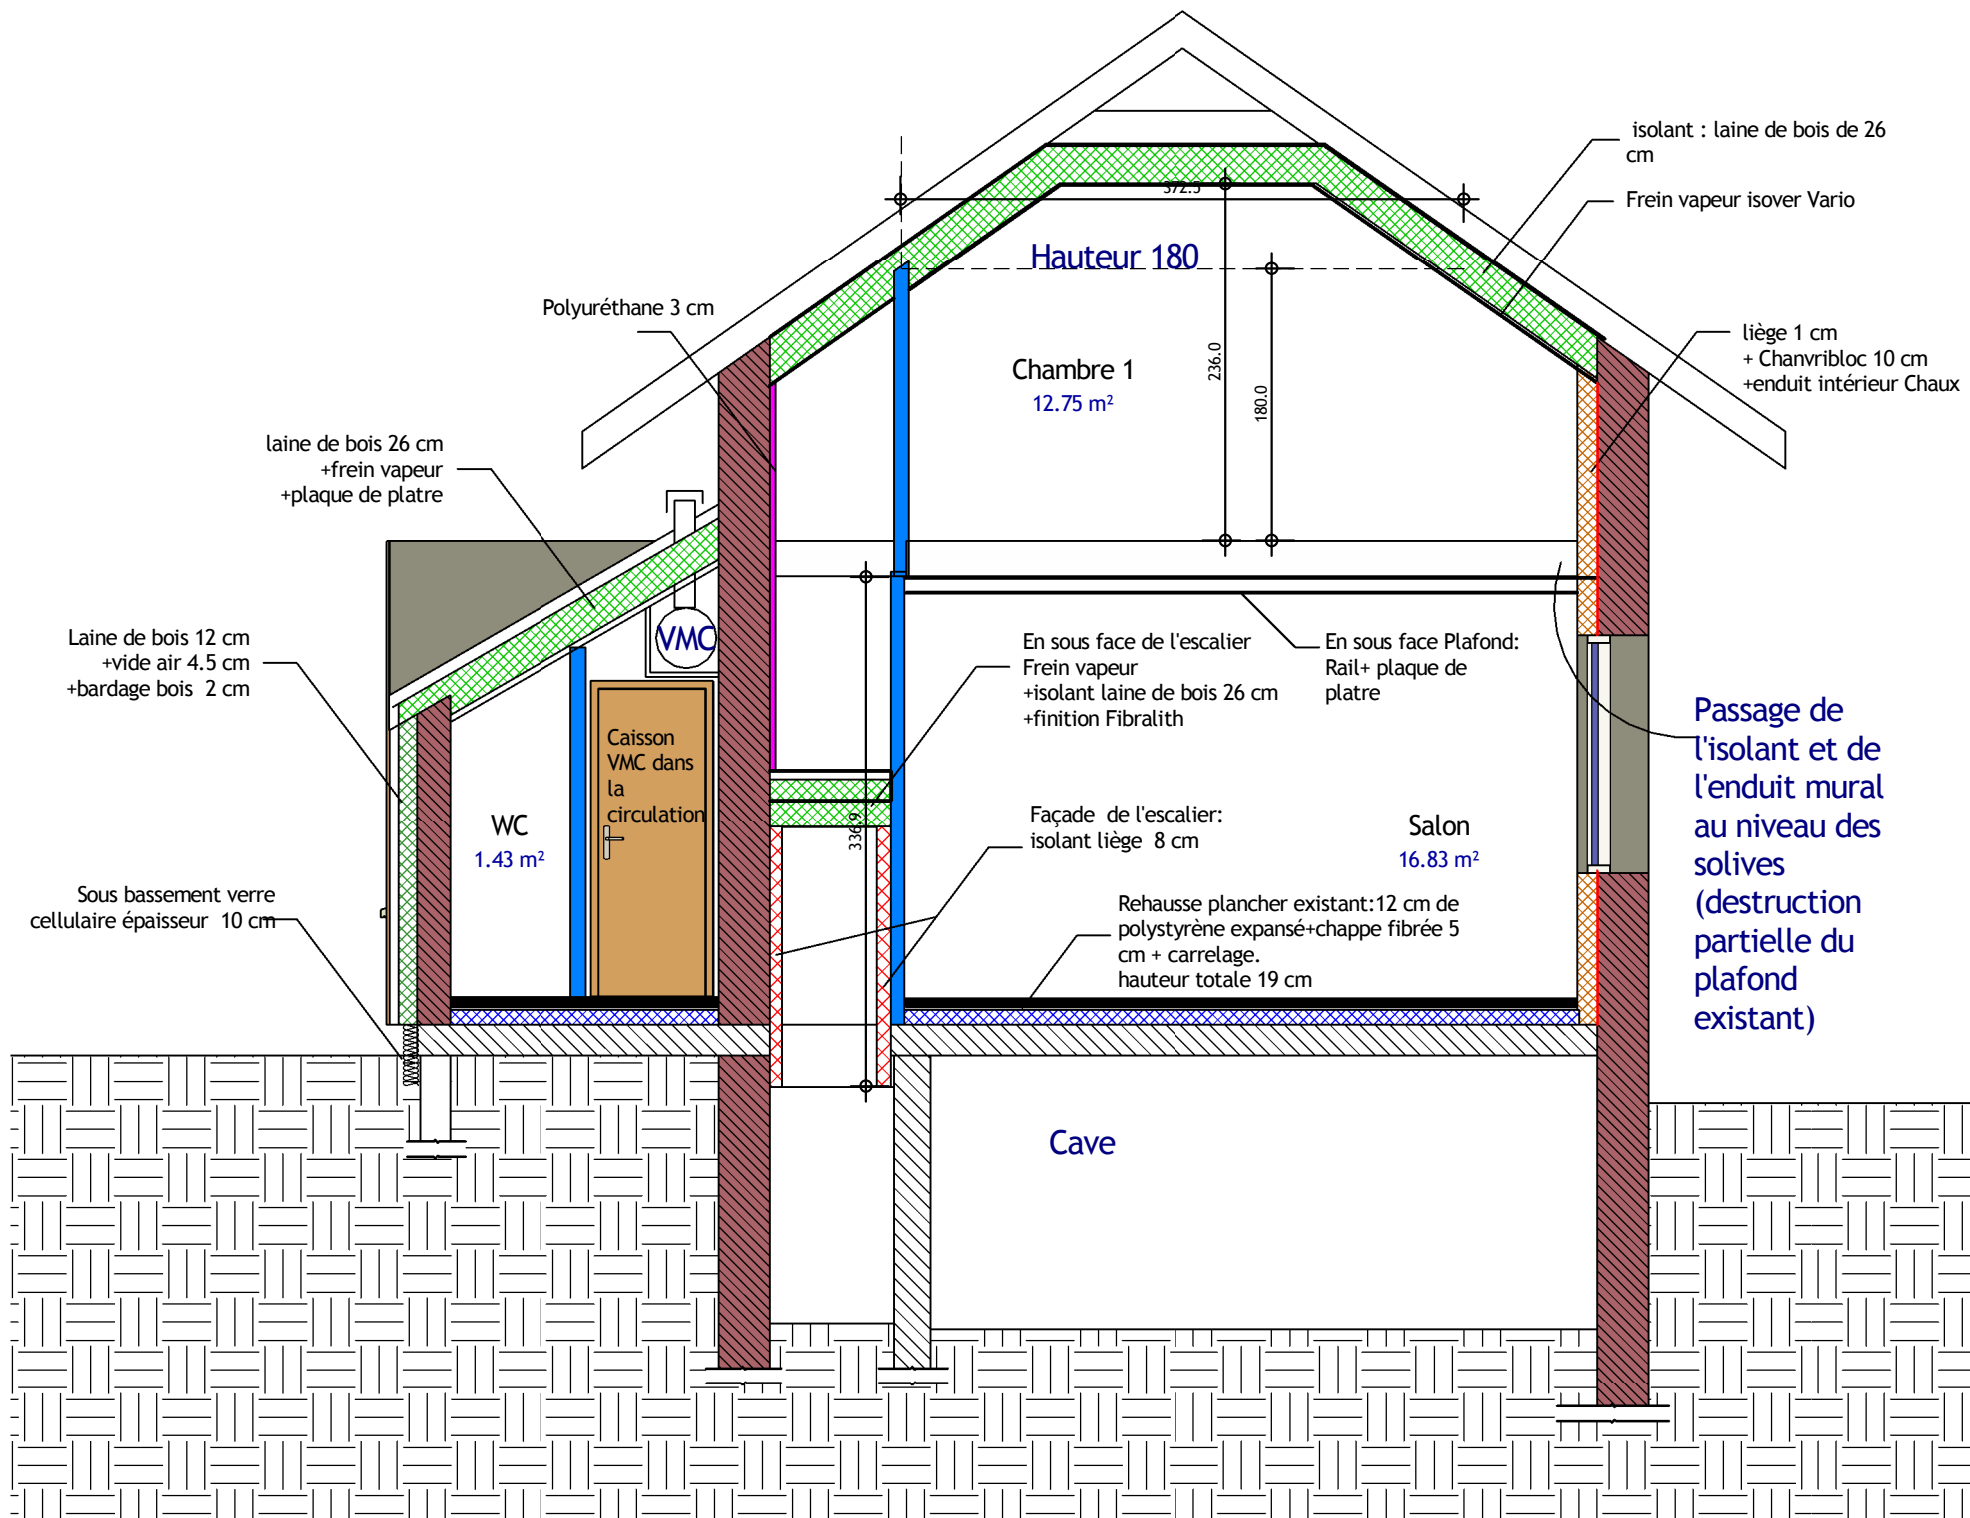 isolant : laine de bois de 26
cm
372.5
Frein vapeur isover Vario
Hauteur 180
Polyuréthane 3 cm
liège 1 cm
+ Chanvribloc 10 cm
+enduit intérieur Chaux
236.0
180.0
Chambre 1
12.75 m²
laine de bois 26 cm
+frein vapeur
+plaque de platre
VMC
Laine de bois 12 cm
+vide air 4.5 cm
+bardage bois 2 cm
En sous face de l'escalier
Frein vapeur
+isolant laine de bois 26 cm
+finition Fibralith
En sous face Plafond:
Rail+ plaque de
platre
Passage de
l'isolant et de
l'enduit mural
au niveau des
solives
(destruction
partielle du
plafond
existant)
Caisson
VMC dans
la
circulation
WC
1.43 m²
336.9
Façade de l'escalier:
isolant liège 8 cm
Salon
16.83 m²
Sous bassement verre
cellulaire épaisseur 10 cm
Rehausse plancher existant:12 cm de
polystyrène expansé+chappe fibrée 5
cm + carrelage.
hauteur totale 19 cm
Cave